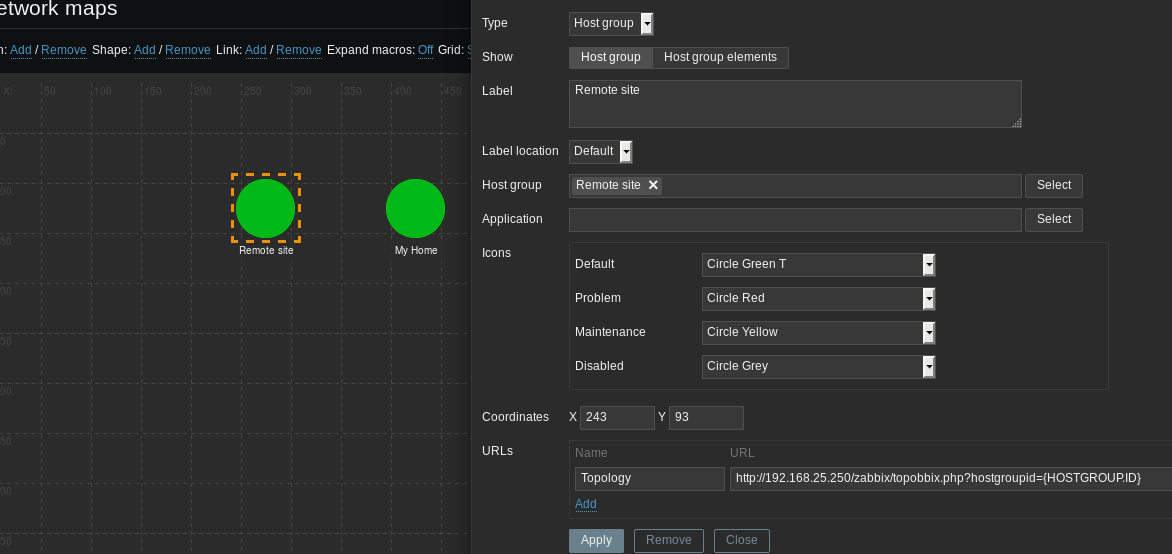 etwork maps
n: Add / Remove Shape: Add / Remove Link: Add / Remove Expand macros: Off Grid: S
X: 50 100 150 200 250 300 350 400 450
0
00
50
00
50
00
50
00
50
Remote site
My Home
Type Host group
Show Host group Host group elements
Label Remote site
Label location Default
Host group Remote site ✕ Select
Application Select
Icons
Default Circle Green T
Problem Circle Red
Maintenance Circle Yellow
Disabled Circle Grey
Coordinates X 243 Y 93
URLs Name URL
Topology http://192.168.25.250/zabbix/topobbix.php?hostgroupid={HOSTGROUP.ID}
Add
Apply Remove Close